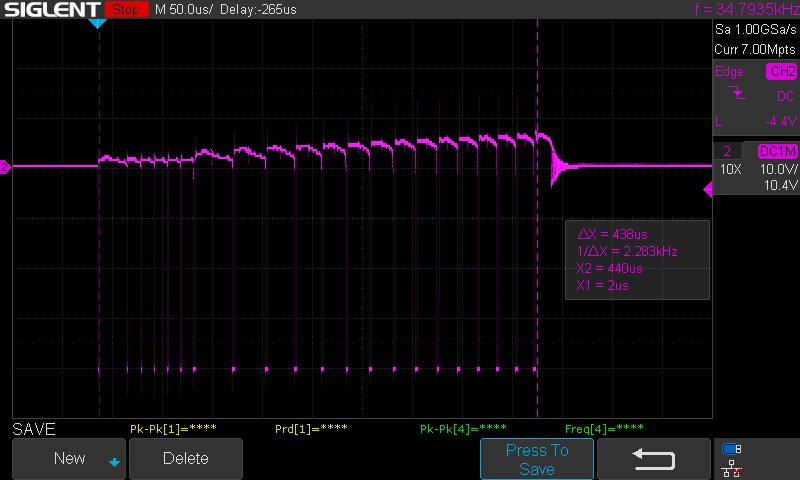 SIGLENT Stop M 50.0us/ Delay:-265us f = 34.7935kHz
Sa 1.00GSa/s
Curr 7.00Mpts
Edge CH2
DC
L -4.4V
2 DC1M
10X 10.0V/
10.4V
2
ΔX = 438us
1/ΔX = 2.283kHz
X2 = 440us
X1 = 2us
SAVE Pk-Pk[1]=**** Prd[1]=**** Pk-Pk[4]=**** Freq[4]=****
New Delete Press To
Save